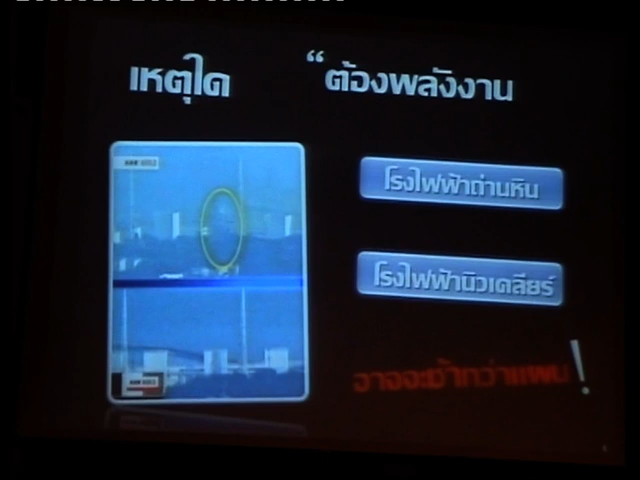 เหตุใด “ต้องพลังงาน
โรงไฟฟ้าถ่านหิน
โรงไฟฟ้านิวเคลียร์
อาจจะช้ากว่าแผน!